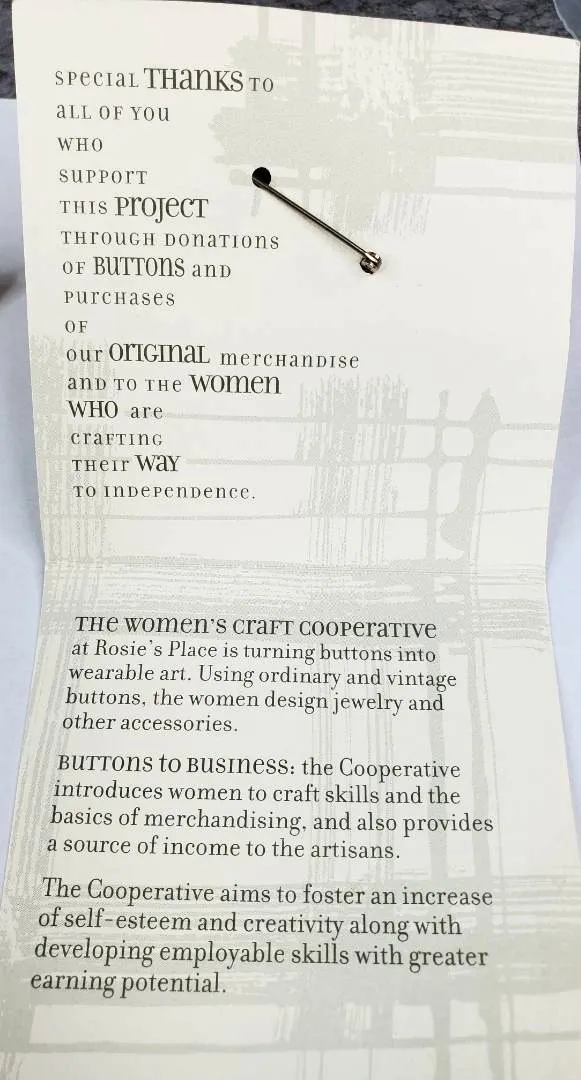 special THanks TO
aLL OF YOU
WHO
SUPPORT
THIS PROJECT
THROUGH DONATIONS
OF BUTTONS and
PURCHASES
OF
our ORIGINAL MERCHANDISE
and TO THE WOMEN
WHO are
CRAFTING
THEIR WAY
TO INDEPENDENCE.
THE WOMEN'S CRAFT COOPERATIVE
at Rosie's Place is turning buttons into
wearable art. Using ordinary and vintage
buttons, the women design jewelry and
other accessories.
BUTTONS to BUSINESS: the Cooperative
introduces women to craft skills and the
basics of merchandising, and also provides
a source of income to the artisans.
The Cooperative aims to foster an increase
of self-esteem and creativity along with
developing employable skills with greater
earning potential.